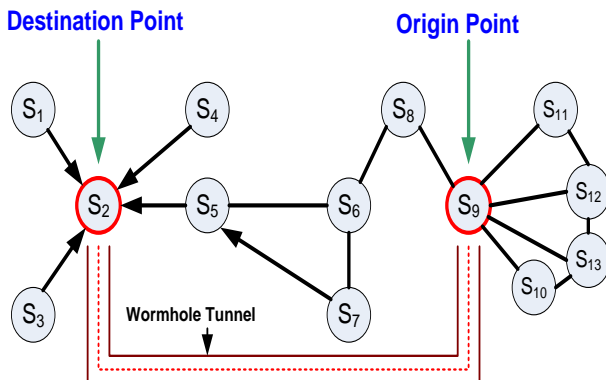 Destination Point
Origin Point
S1
S4
S8
S11
S2
S5
S6
S9
S12
S13
S10
S3
S7
Wormhole Tunnel